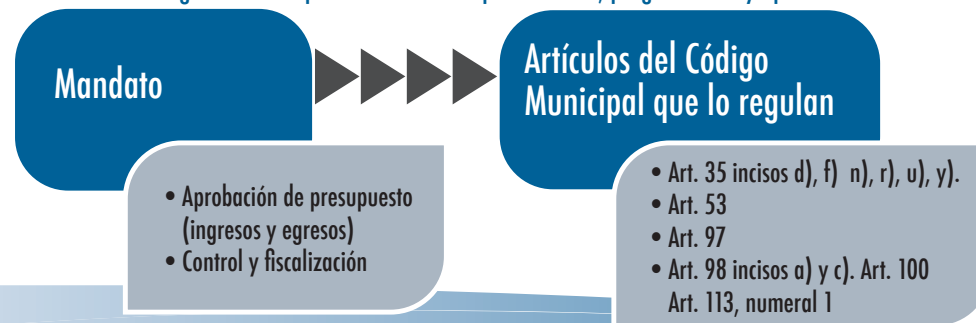 Mandato
Artículos del Código
Municipal que lo regulan
• Aprobación de presupuesto
(ingresos y egresos)
• Control y fiscalización
• Art. 35 incisos d), f) n), r), u), y).
• Art. 53
• Art. 97
• Art. 98 incisos a) y c). Art. 100
Art. 113, numeral 1